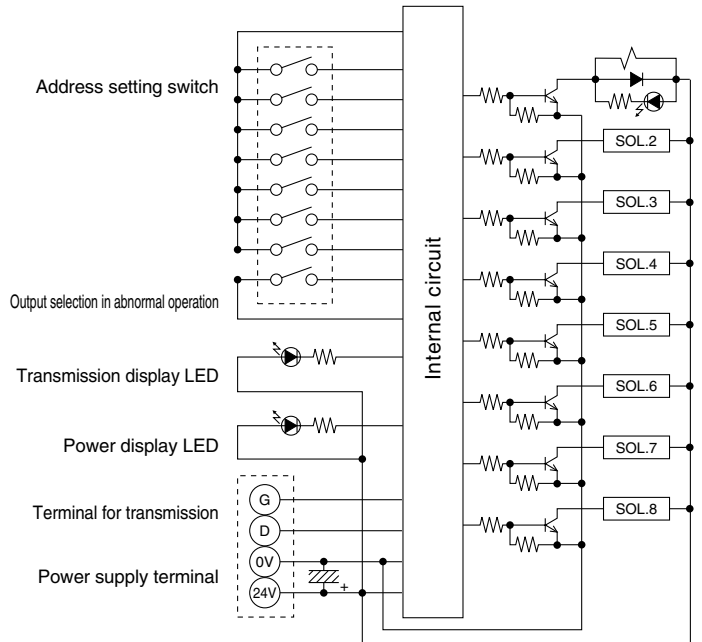 Address setting switch
Output selection in abnormal operation
Transmission display LED
Power display LED
Terminal for transmission
Power supply terminal
G
D
0V
24V
+
Internal circuit
SOL.2
SOL.3
SOL.4
SOL.5
SOL.6
SOL.7
SOL.8